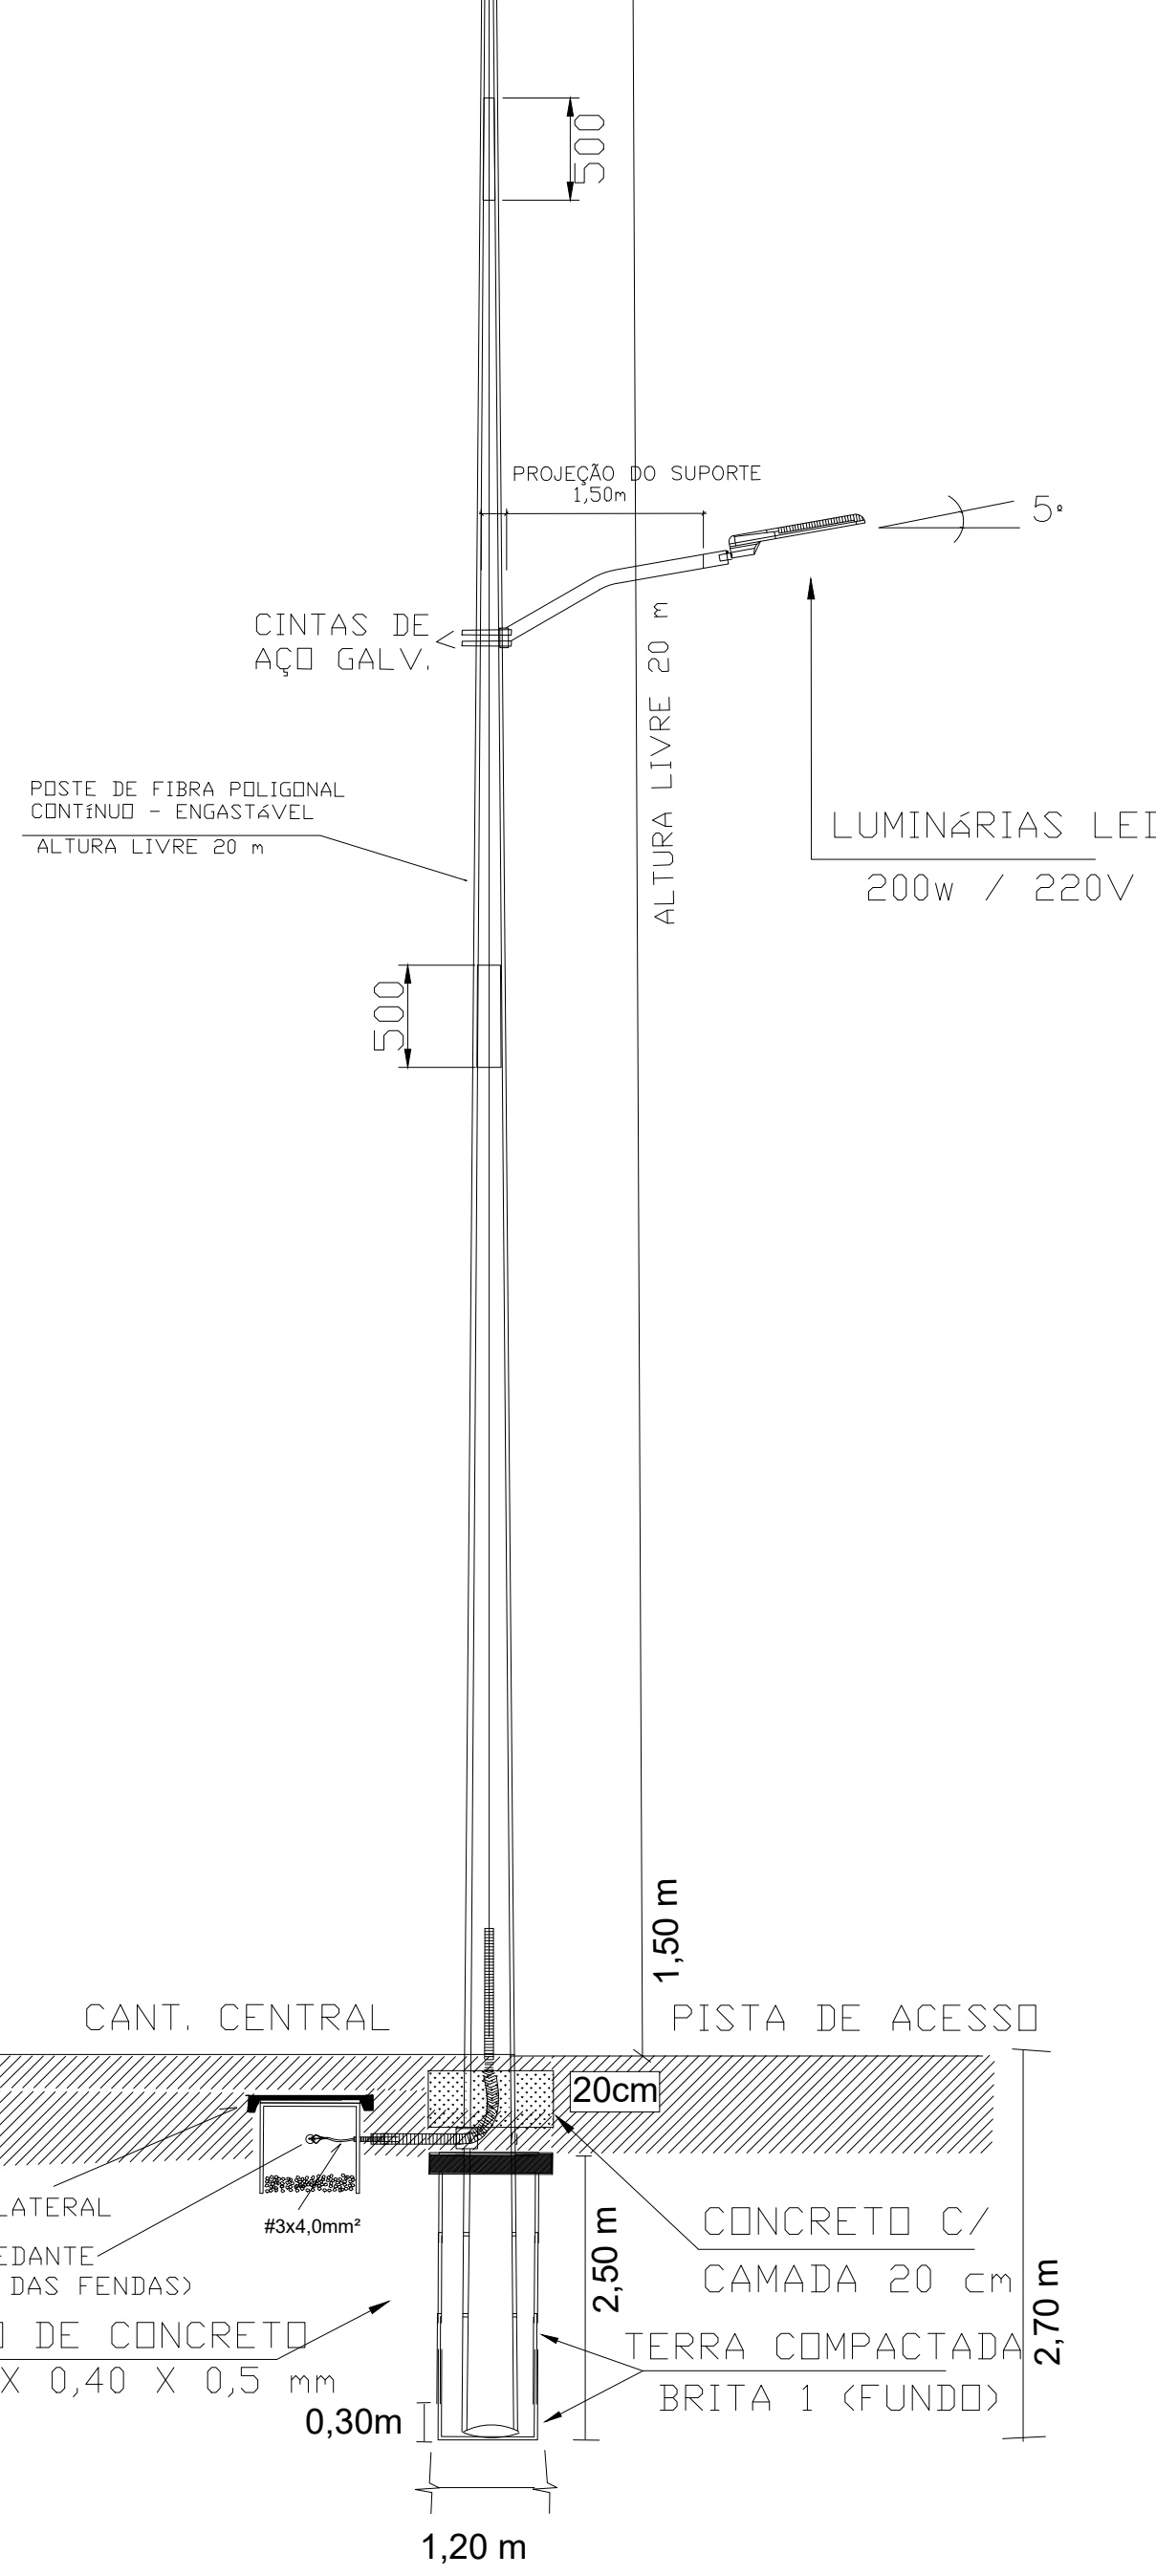 500
PROJEÇÃO DO SUPORTE
1,50m
5º
CINTAS DE
AÇO GALV.
ALTURA LIVRE 20 m
POSTE DE FIBRA POLIGONAL
CONTíNUO - ENGASTáVEL
ALTURA LIVRE 20 m
LUMINáRIAS LED
200w / 220V
500
1,50 m
CANT. CENTRAL
PISTA DE ACESSO
20cm
LATERAL
#3x4,0mm²
EDANTE
DAS FENDAS)
CONCRETO C/
CAMADA 20 cm
2,50 m
2,70 m
O DE CONCRETO
X 0,40 X 0,5 mm
TERRA COMPACTADA
BRITA 1 (FUNDO)
0,30m
1,20 m